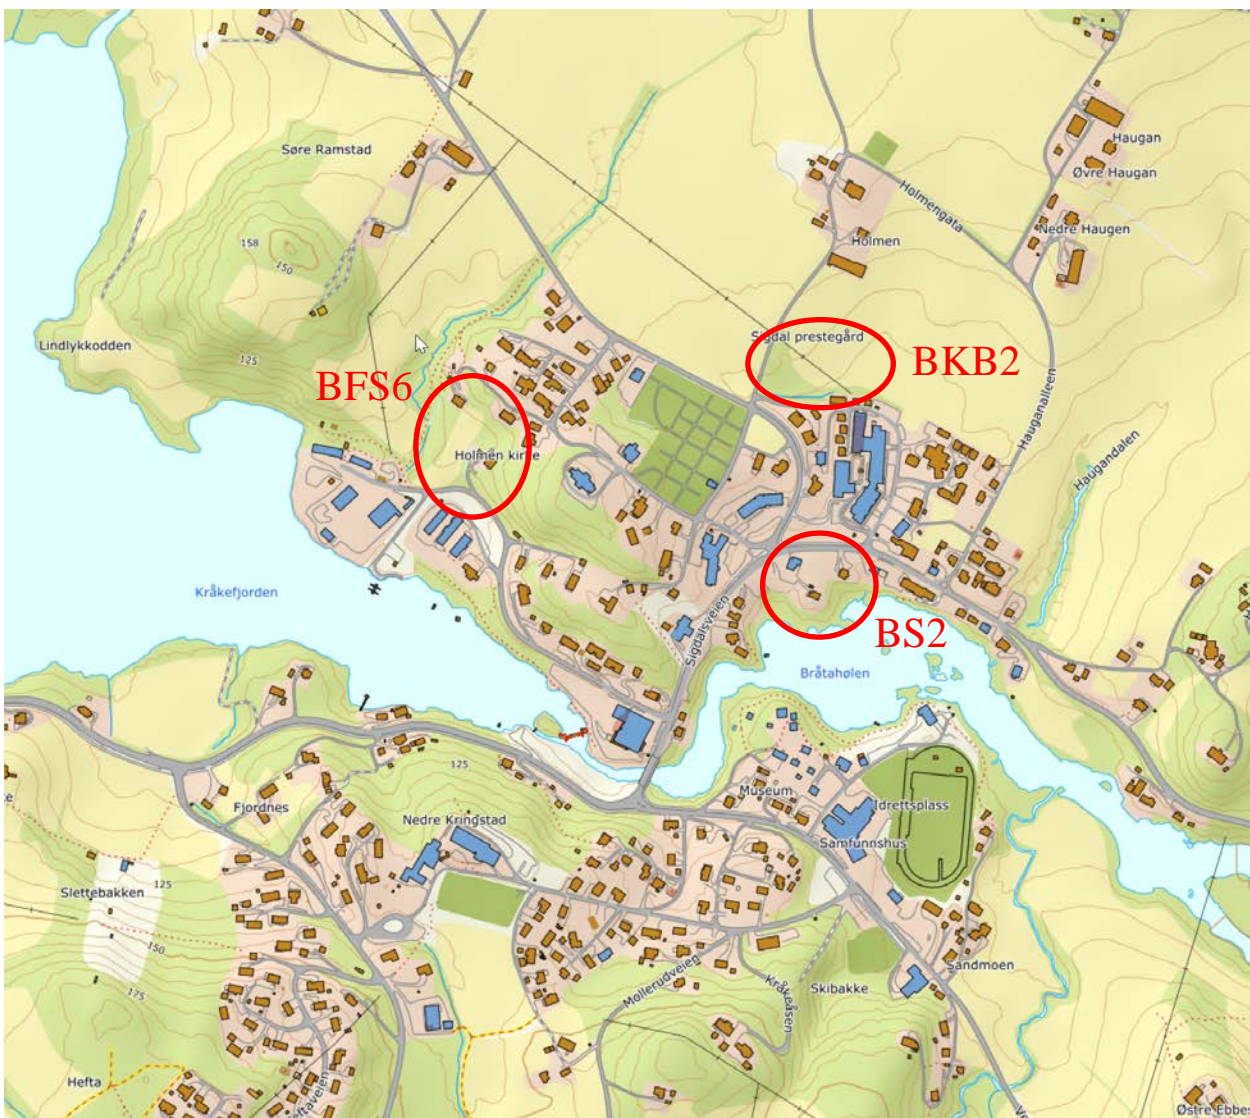 Haugan
Søre Ramstad
Øvre Haugan
Holmengata
Nedre Haugen
158
Holmen
150
Sigdal prestegård
Lindlykkodden
125
BKB2
BFS6
Hauganalleen
Holmen kirke
Haugandalen
Kråkefjorden
Sigdalsveien
BS2
Bråtahølen
125
Museum
Fjordnes
Idrettsplass
Nedre Kringstad
Samfunnshus
Slettebakken
125
150
Sandmoen
Mollerudveien
Kråkeåsen
Skibakke
175
Hefta
Østre Ebbes